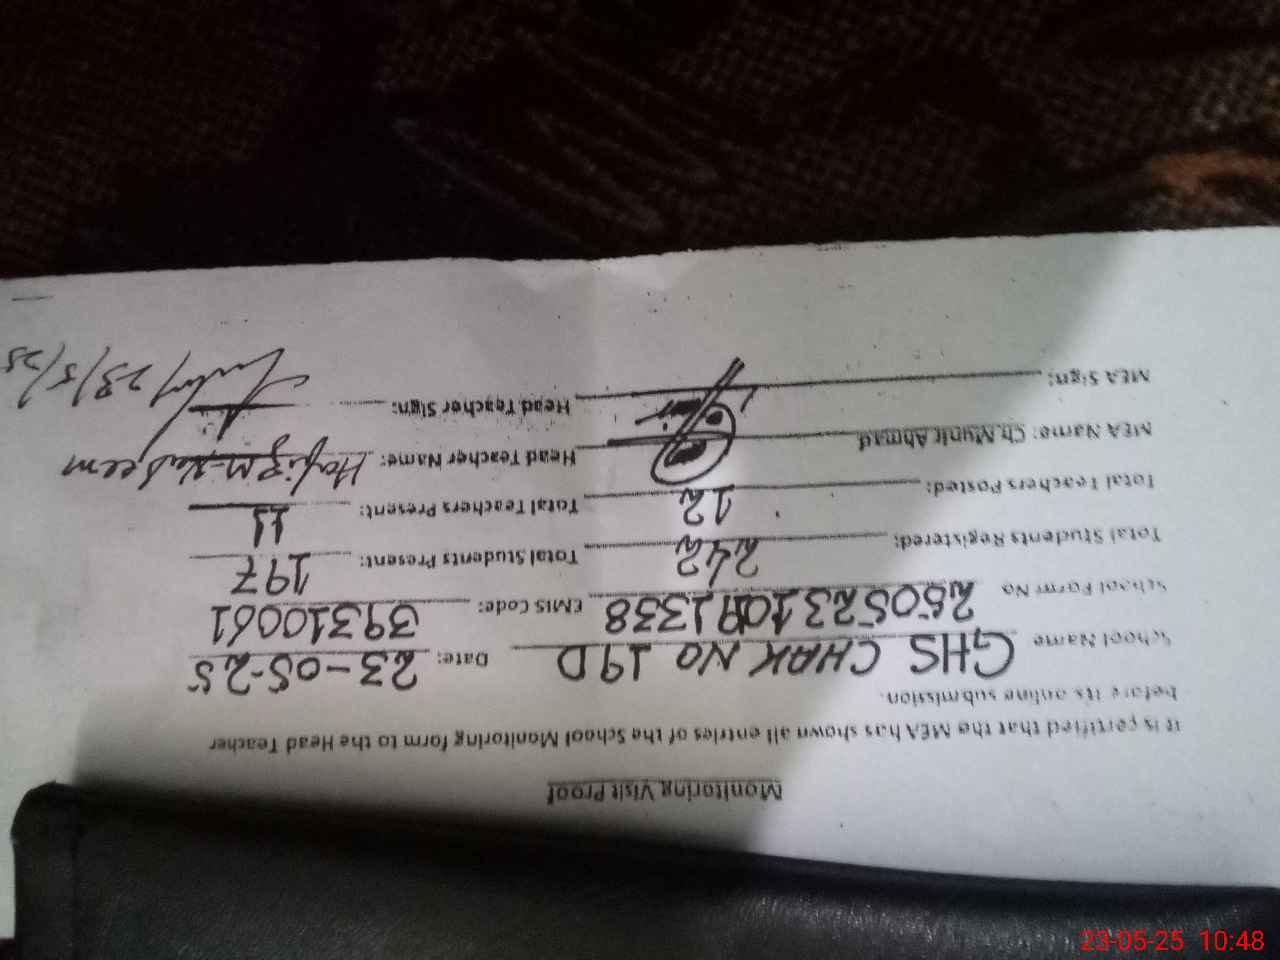 Monitoring Visit Proof
It is certified that the MEA has shown all entries of the School Monitoring form to the Head Teacher
before its online submission.
School Name GHS CHAK NO 19D Date: 23-05-25
School Form No 25052310A1338 EMIS Code: 39310061
Total Students Registered: 242 Total Students Present: 197
Total Teachers Posted: 12 Total Teachers Present: 11
MEA Name: Ch.Munir Ahmad Head Teacher Name: Hafiz M. Nadeem
MEA Sign: Head Teacher Sign: 23/5/25
23-05-25 10:48